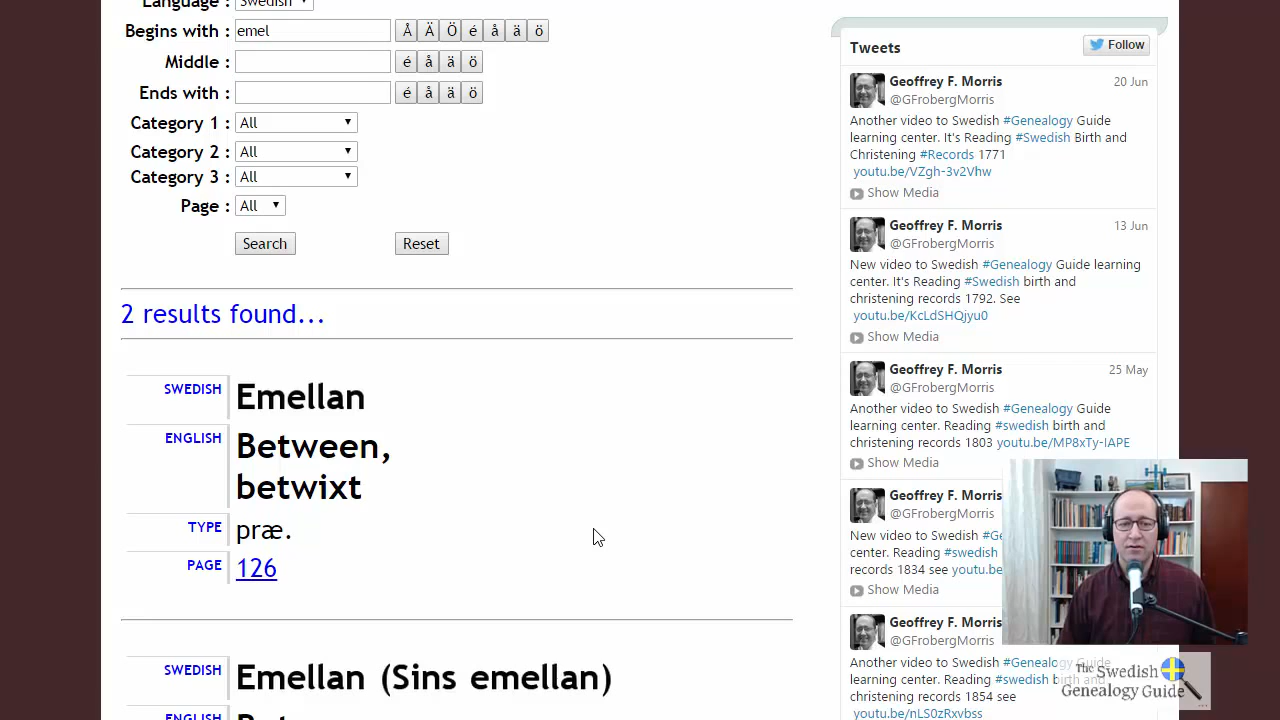 Language : Swedish
Begins with : emel Å Ä Ö é å ä ö
Middle : é å ä ö
Ends with : é å ä ö
Category 1 : All
Category 2 : All
Category 3 : All
Page : All
Search Reset
2 results found...
SWEDISH Emellan
ENGLISH Between,
betwixt
TYPE præ.
PAGE 126
SWEDISH Emellan (Sins emellan)
ENGLISH
Tweets Follow
Geoffrey F. Morris 20 Jun
@GFrobergMorris
Another video to Swedish #Genealogy Guide
learning center. It's Reading #Swedish Birth and
Christening #Records 1771
youtu.be/VZgh-3v2Vhw
Show Media
Geoffrey F. Morris 13 Jun
@GFrobergMorris
New video to Swedish #Genealogy Guide learning
center. It's Reading #Swedish birth and
christening records 1792. See
youtu.be/KcLdSHQjyu0
Show Media
Geoffrey F. Morris 25 May
@GFrobergMorris
Another video to Swedish #Genealogy Guide
learning center. Reading #swedish birth and
christening records 1803 youtu.be/MP8xTy-IAPE
Show Media
Geoffrey F. Morris
@GFrobergMorris
New video to Swedish #Ge
center. Reading #swedish
records 1834 see youtu.be
Show Media
Geoffrey F. Morris
@GFrobergMorris
Another video to Swedish #Genealogy Guide
learning center. Reading #swedish birth and
christening records 1854 see
youtu.be/nLS0zRxvbss
The Swedish
Genealogy Guide